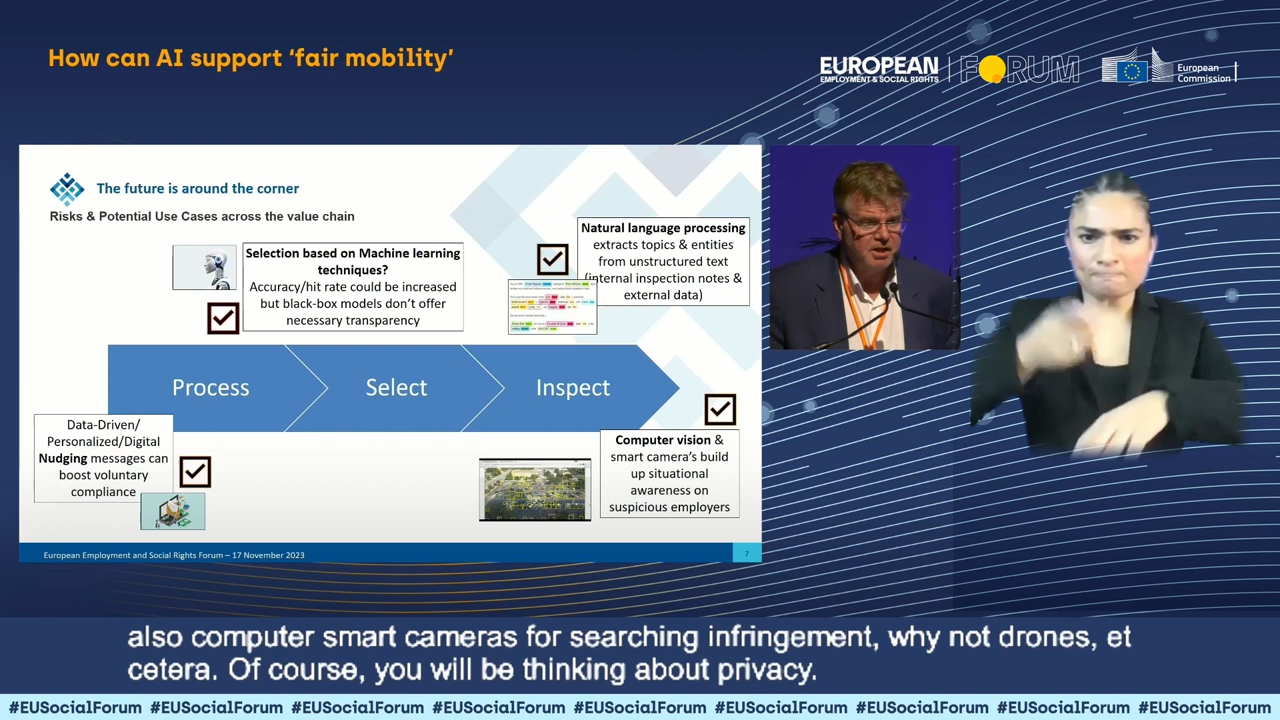 How can AI support ‘fair mobility’
EUROPEAN
EMPLOYMENT & SOCIAL RIGHTS
FORUM
European
Commission
The future is around the corner
Risks & Potential Use Cases across the value chain
Selection based on Machine learning
techniques?
Accuracy/hit rate could be increased
but black-box models don’t offer
necessary transparency
Natural language processing
extracts topics & entities
from unstructured text
(internal inspection notes &
external data)
Process
Select
Inspect
Data-Driven/
Personalized/Digital
Nudging messages can
boost voluntary
compliance
Computer vision &
smart camera’s build
up situational
awareness on
suspicious employers
European Employment and Social Rights Forum – 17 November 2023
7
also computer smart cameras for searching infringement, why not drones, et
cetera. Of course, you will be thinking about privacy.
#EUSocialForum #EUSocialForum #EUSocialForum #EUSocialForum #EUSocialForum #EUSocialForum #EUSocialForum #EUSocialForum #EUSocialForum